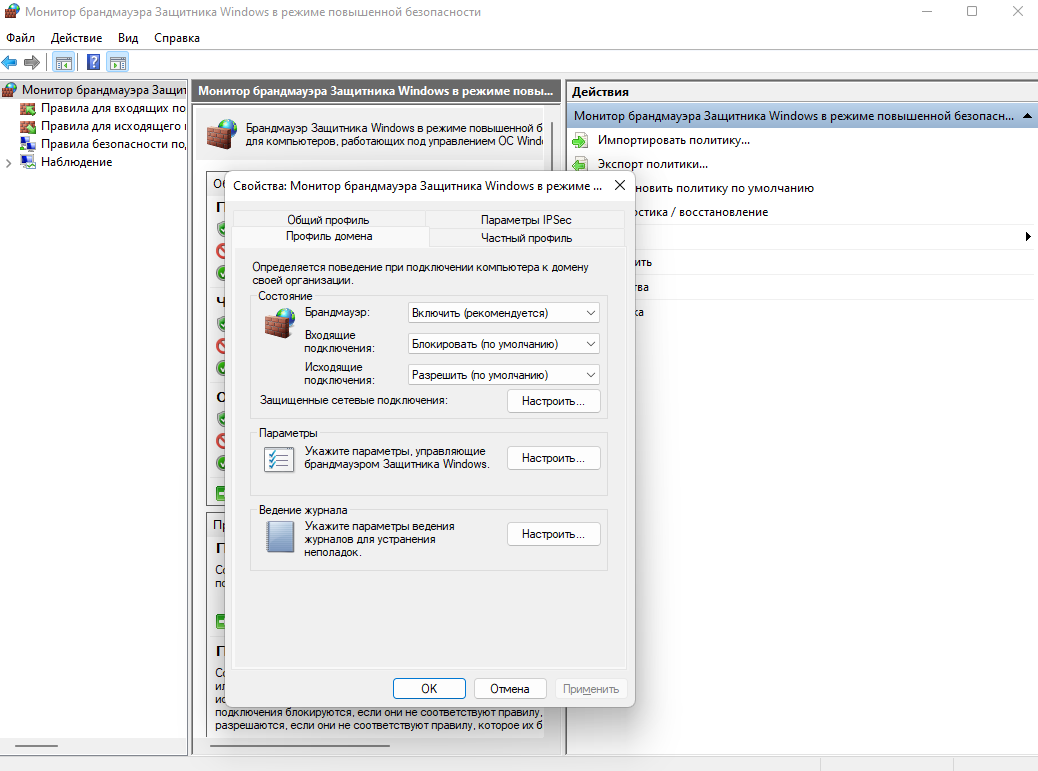 Монитор брандмауэра Защитника Windows в режиме повышенной безопасности
Файл Действие Вид Справка
Монитор брандмауэра Защит
Правила для входящих по
Правила для исходящего
Правила безопасности по
Наблюдение
Монитор брандмауэра Защитника Windows в режиме повы...
Брандмауэр Защитника Windows в режиме повышенной б
для компьютеров, работающих под управлением ОС Wind
Действия
Монитор брандмауэра Защитника Windows в режиме повышенной безопасн...
Импортировать политику...
Экспорт политики...
новить политику по умолчанию
остика / восстановление
ить
тва
ка
Свойства: Монитор брандмауэра Защитника Windows в режиме ...
Общий профиль
Параметры IPSec
Профиль домена
Частный профиль
Определяется поведение при подключении компьютера к домену
своей организации.
Состояние
Брандмауэр:
Включить (рекомендуется)
Входящие
подключения:
Блокировать (по умолчанию)
Исходящие
подключения:
Разрешить (по умолчанию)
Защищенные сетевые подключения:
Настроить...
Параметры
Укажите параметры, управляющие
брандмауэром Защитника Windows.
Настроить...
Ведение журнала
Укажите параметры ведения
журналов для устранения
неполадок.
Настроить...
OK
Отмена
Применить
подключения блокируются, если они не соответствуют правилу,
разрешаются, если они не соответствуют правилу, которое их б